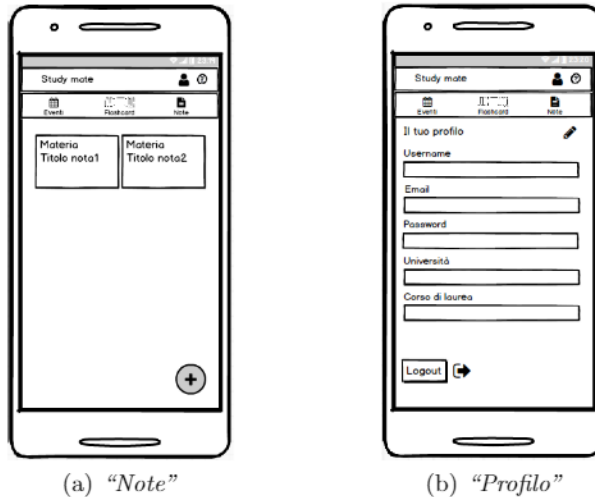 Study mate
Eventi Flashcard Note
Materia
Titolo nota1
Materia
Titolo nota2
+
(a) "Note"
Study mate
Eventi Flashcard Note
Il tuo profilo
Username
Email
Password
Università
Corso di laurea
Logout
(b) "Profilo"